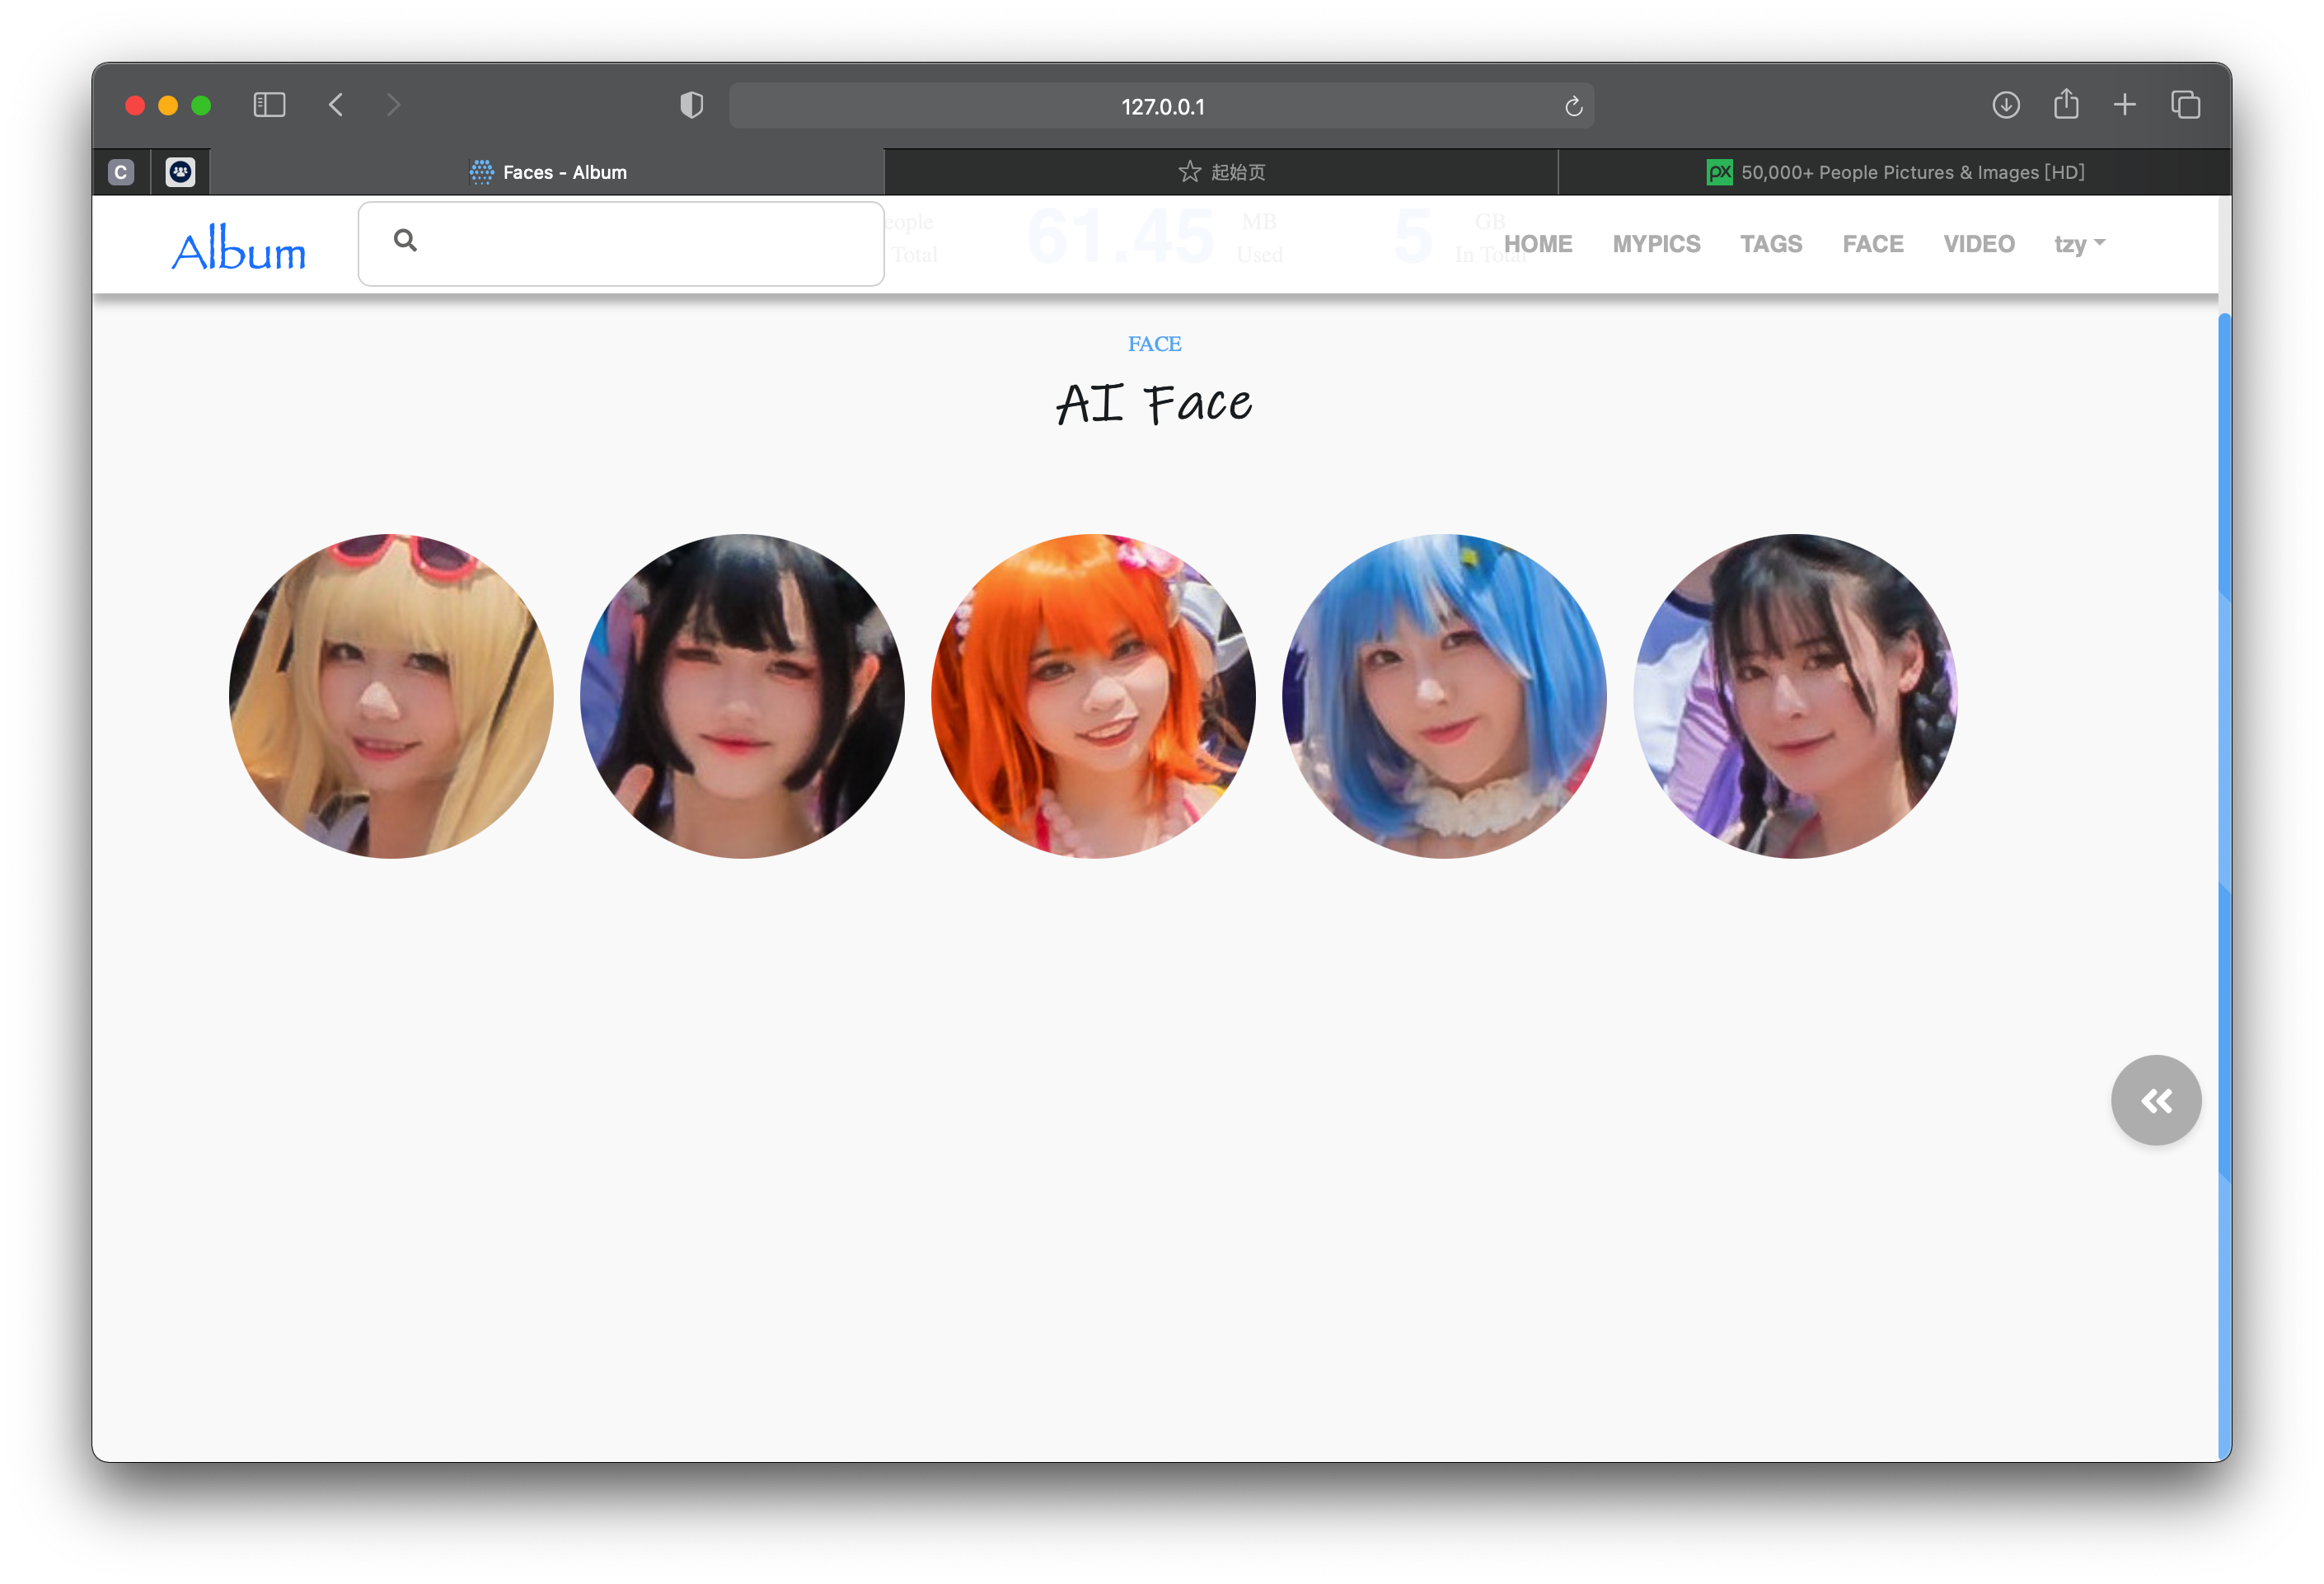 127.0.0.1
C
Faces - Album
起始页
px 50,000+ People Pictures & Images [HD]
Album
eople
Total
61.45 MB
Used
5 GB
In Total
HOME MYPICS TAGS FACE VIDEO tzy
FACE
AI Face